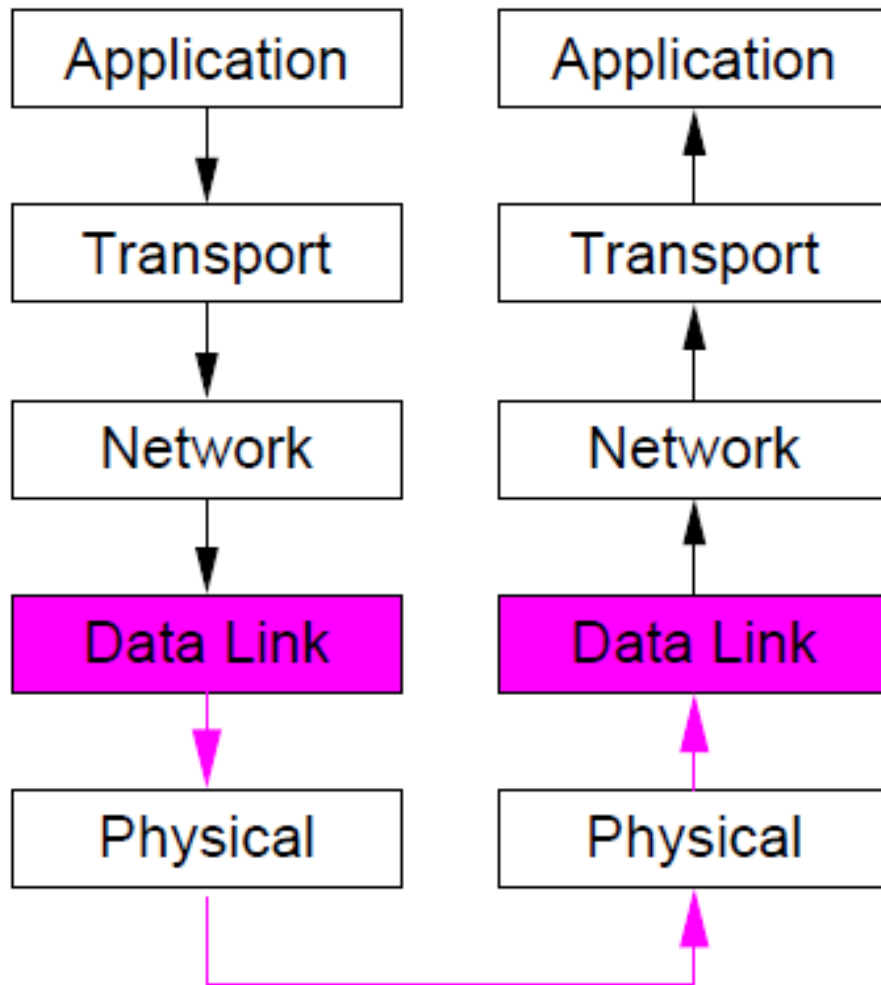 Application
Transport
Network
Data Link
Physical
Application
Transport
Network
Data Link
Physical